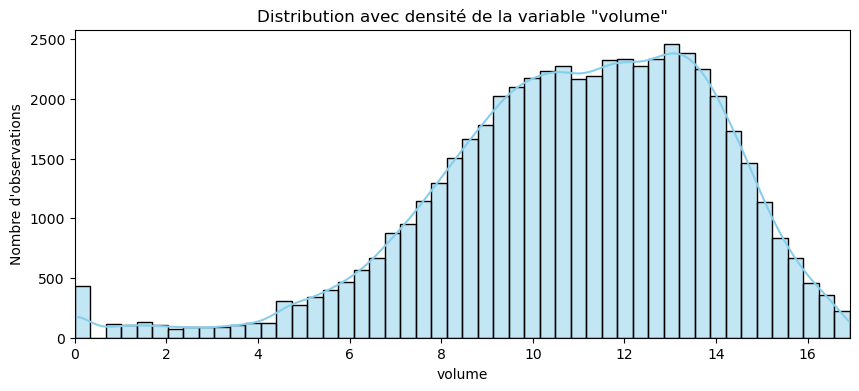 Distribution avec densité de la variable "volume"
Nombre d'observations
2500
2000
1500
1000
500
0
0 2 4 6 8 10 12 14 16
volume